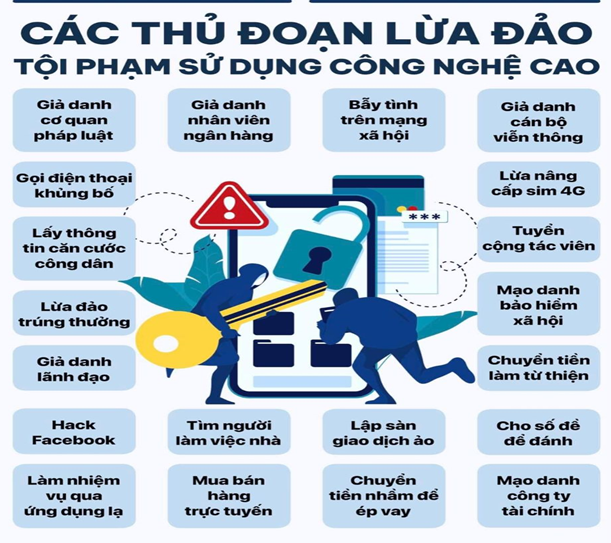 CÁC THỦ ĐOẠN LỪA ĐẢO
TỘI PHẠM SỬ DỤNG CÔNG NGHỆ CAO
Giả danh
cơ quan
pháp luật
Giả danh
nhân viên
ngân hàng
Bẫy tình
trên mạng
xã hội
Giả danh
cán bộ
viễn thông
Gọi điện thoại
khủng bố
Lừa nâng
cấp sim 4G
***
Lấy thông
tin căn cước
công dân
Tuyển
cộng tác viên
Lừa đảo
trúng thưởng
Mạo danh
bảo hiểm
xã hội
Giả danh
lãnh đạo
Chuyển tiền
làm từ thiện
Hack
Facebook
Tìm người
làm việc nhà
Lập sàn
giao dịch ảo
Cho số đề
để đánh
Làm nhiệm
vụ qua
ứng dụng lạ
Mua bán
hàng
trực tuyến
Chuyển
tiền nhầm để
ép vay
Mạo danh
công ty
tài chính